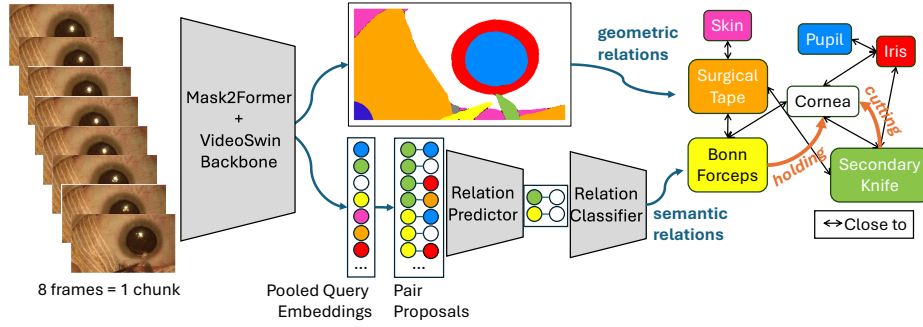 8 frames = 1 chunk
Mask2Former
+
VideoSwin
Backbone
geometric
relations
Pooled Query
Embeddings
...
Pair
Proposals
...
Relation
Predictor
Relation
Classifier
semantic
relations
Skin
Surgical
Tape
Bonn
Forceps
Pupil
Iris
Cornea
cutting
holding
Secondary
Knife
Close to